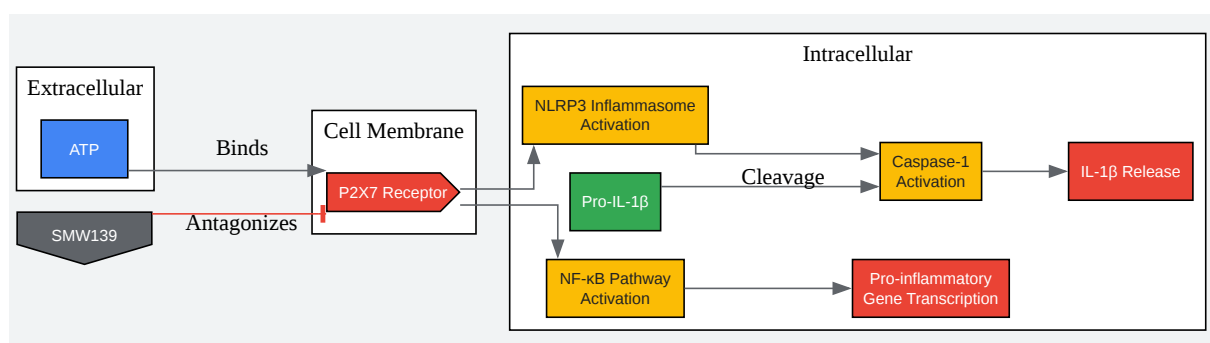 Extracellular
ATP
SMW139
Binds
Antagonizes
Cell Membrane
P2X7 Receptor
Intracellular
NLRP3 Inflammasome
Activation
Pro-IL-1β
Cleavage
Caspase-1
Activation
IL-1β Release
NF-κB Pathway
Activation
Pro-inflammatory
Gene Transcription